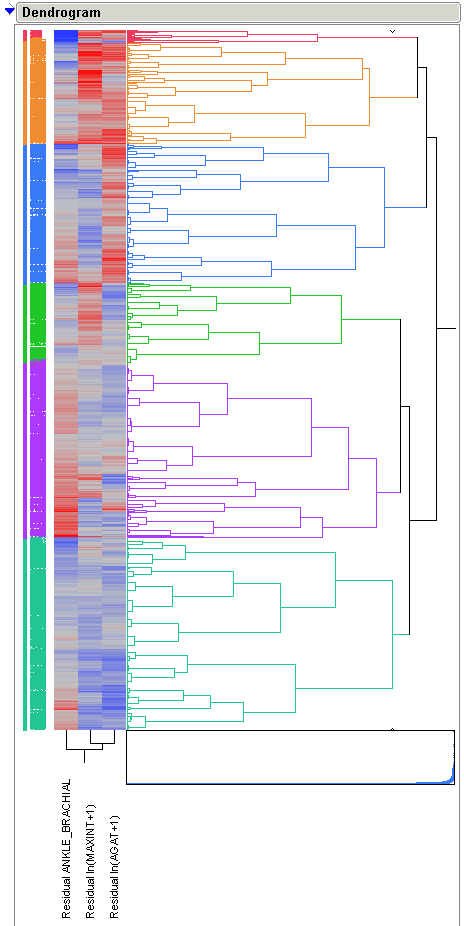 Dendrogram
Residual ANKLE_BRACHIAL
Residual ln(MAXINT+1)
Residual ln(AGAT+1)